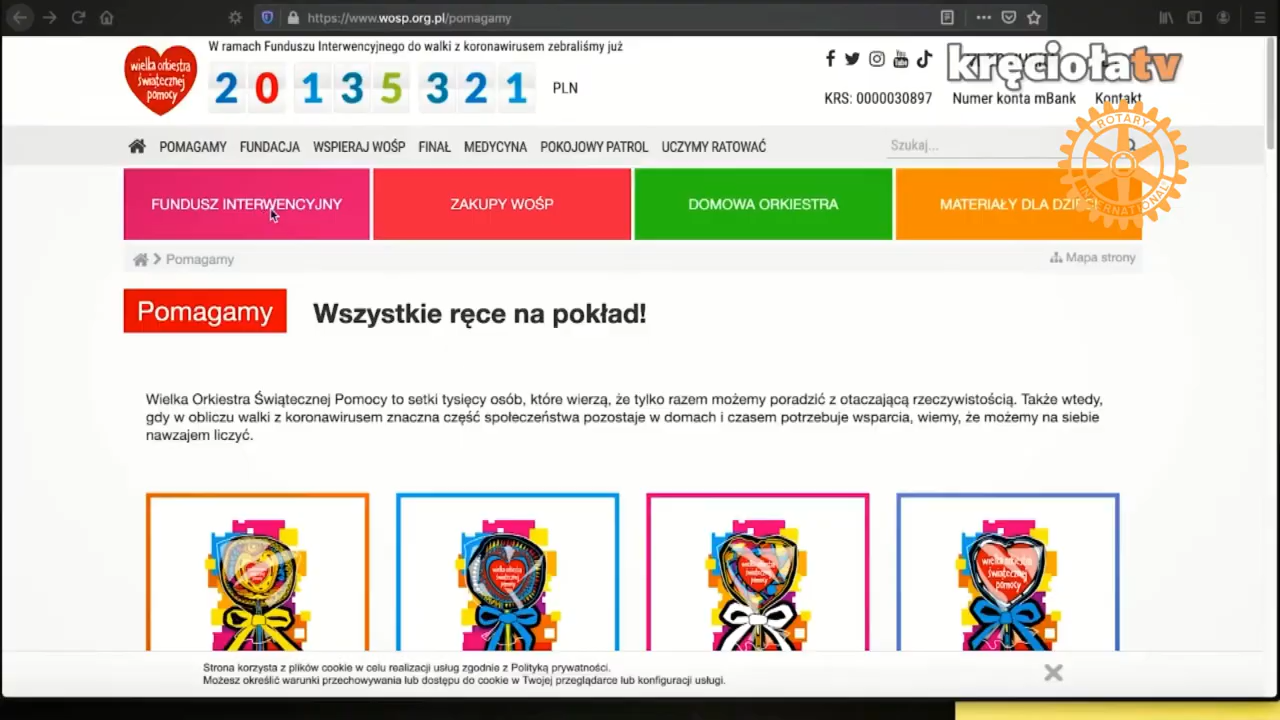 https://www.wosp.org.pl/pomagamy
W ramach Funduszu Interwencyjnego do walki z koronawirusem zebraliśmy już
wielka orkiestra
świątecznej
pomocy
20 135 321 PLN
kręciołatv
KRS: 0000030897 Numer konta mBank Kontakt
ROTARY
INTERNATIONAL
POMAGAMY FUNDACJA WSPIERAJ WOŚP FINAŁ MEDYCYNA POKOJOWY PATROL UCZYMY RATOWAĆ
Szukaj...
FUNDUSZ INTERWENCYJNY
ZAKUPY WOŚP
DOMOWA ORKIESTRA
MATERIAŁY DLA
Pomagamy
Mapa strony
Pomagamy
Wszystkie ręce na pokład!
Wielka Orkiestra Świątecznej Pomocy to setki tysięcy osób, które wierzą, że tylko razem możemy poradzić z otaczającą rzeczywistością. Także wtedy,
gdy w obliczu walki z koronawirusem znaczna część społeczeństwa pozostaje w domach i czasem potrzebuje wsparcia, wiemy, że możemy na siebie
nawzajem liczyć.
wielka orkiestra
świątecznej
pomocy
Strona korzysta z plików cookie w celu realizacji usług zgodnie z Polityką prywatności.
Możesz określić warunki przechowywania lub dostępu do cookie w Twojej przeglądarce lub konfiguracji usługi.